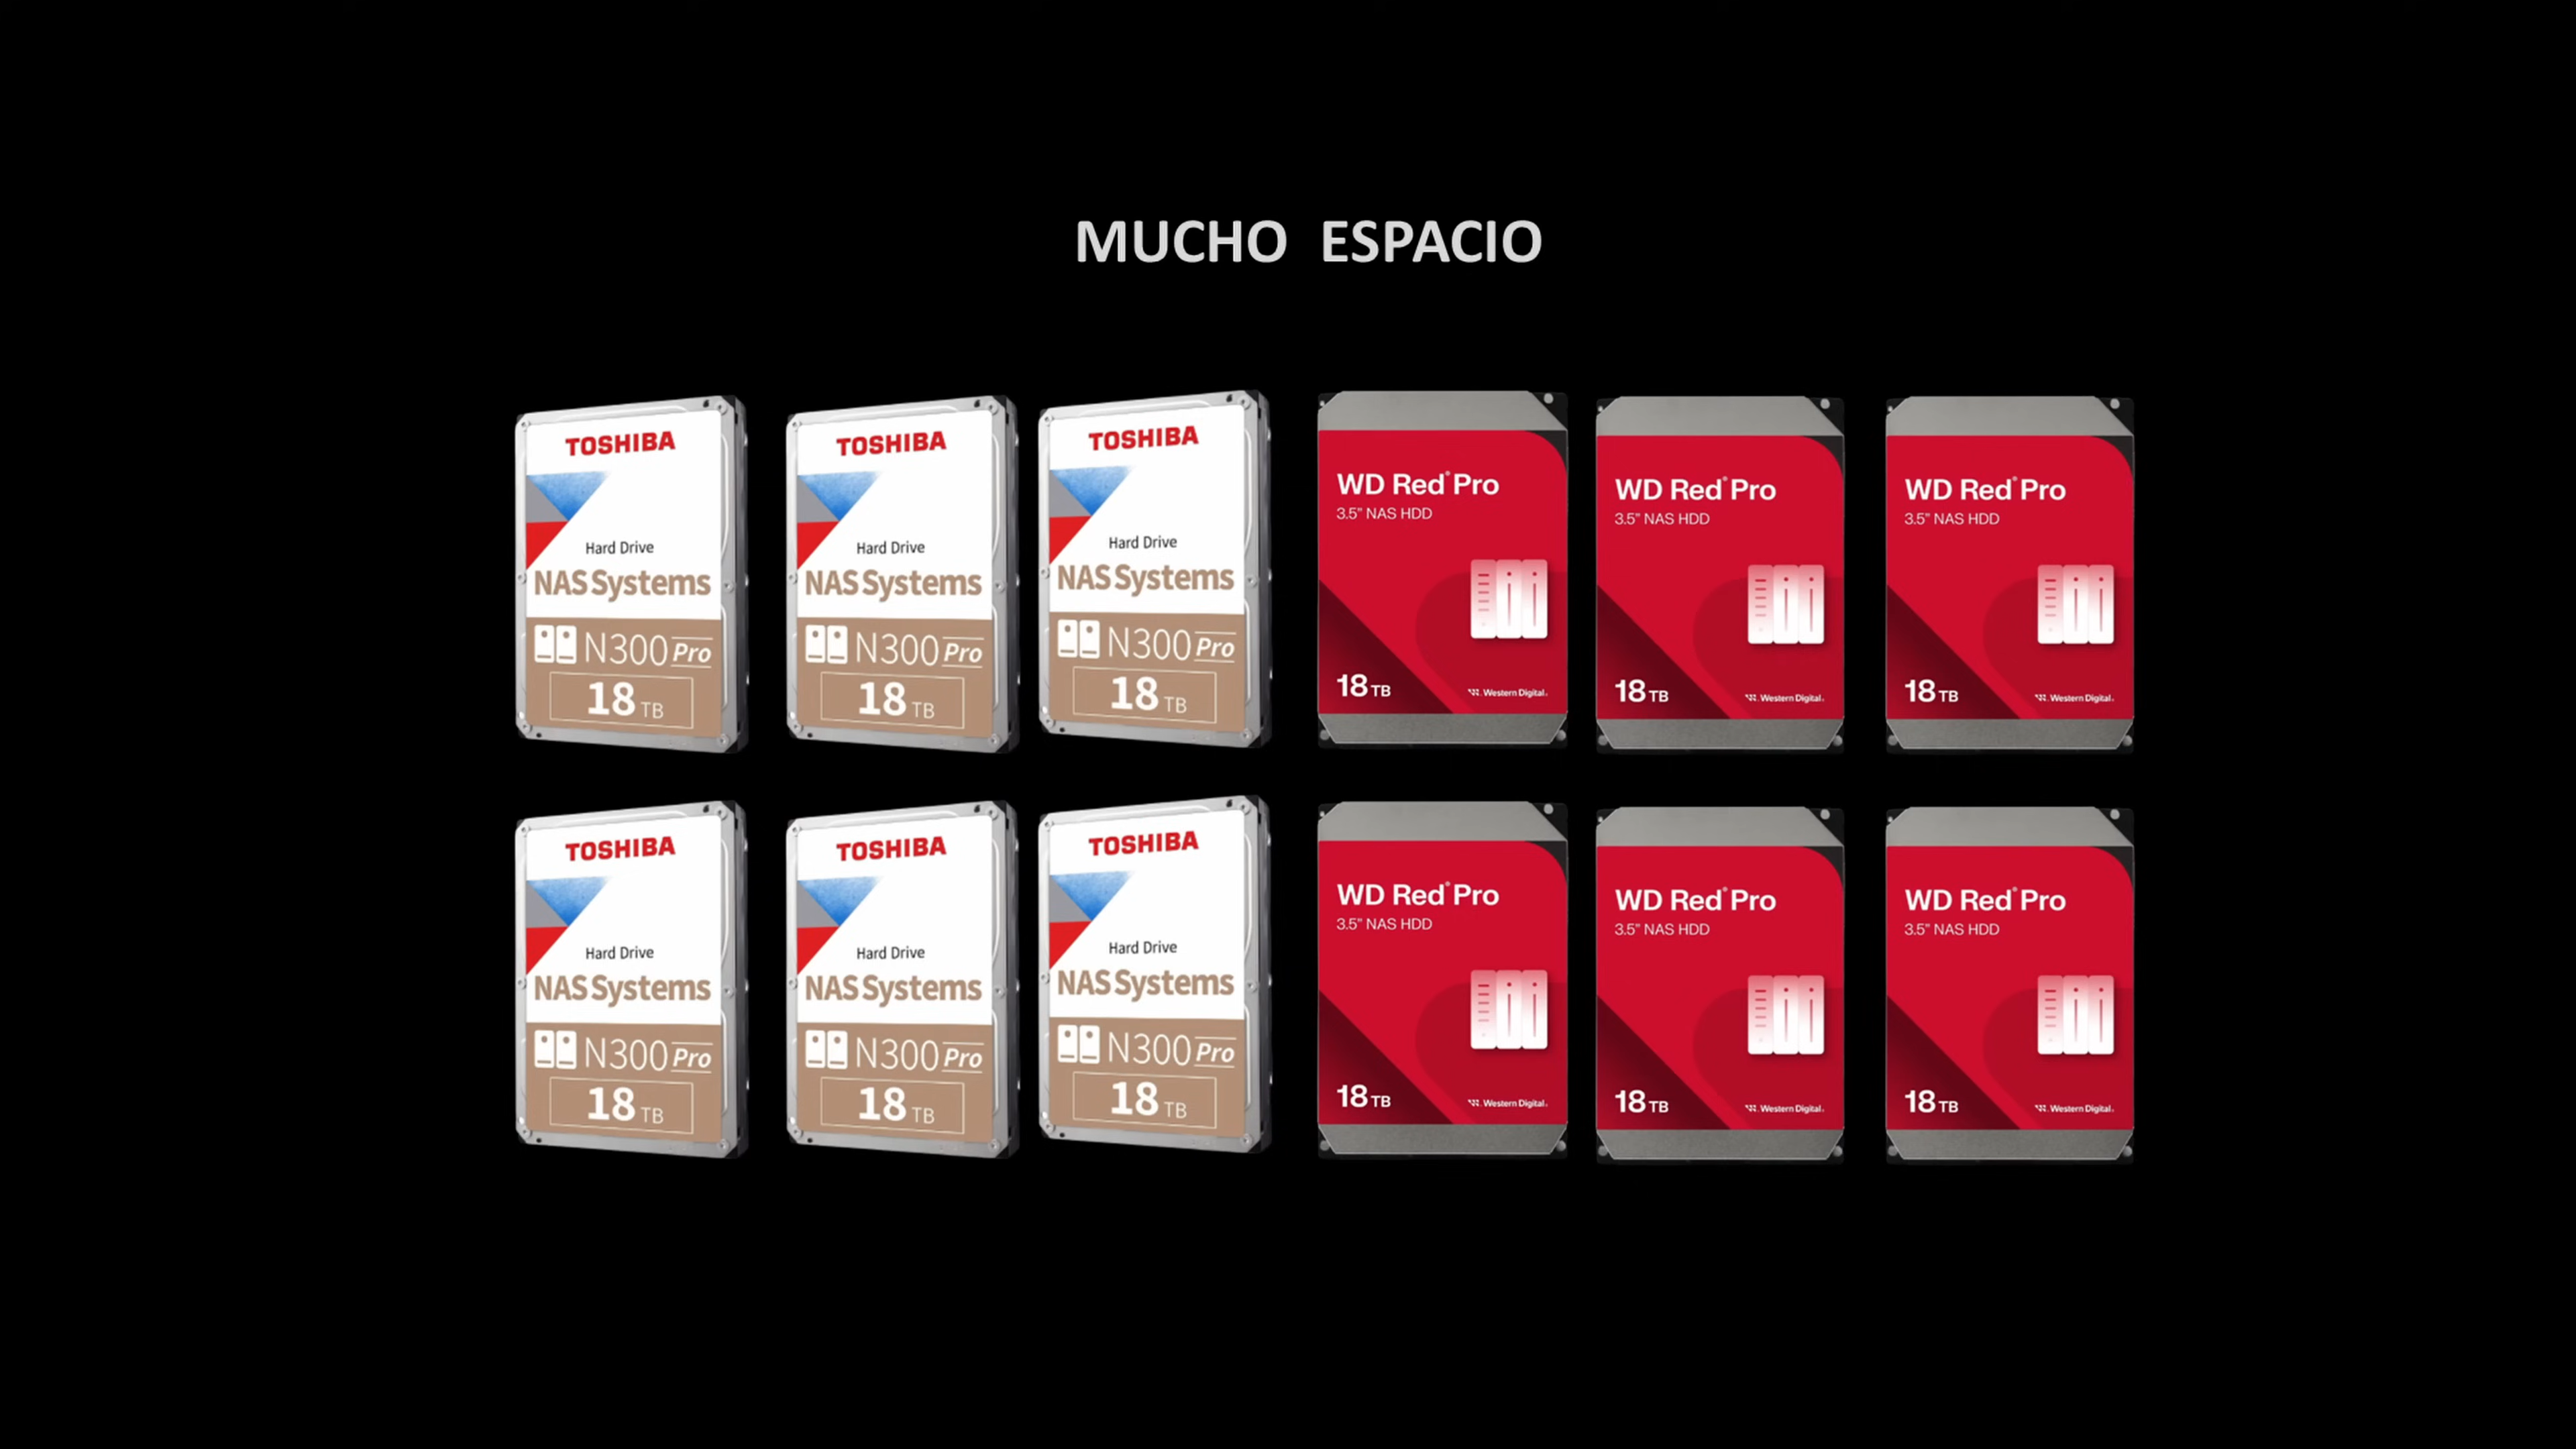 MUCHO ESPACIO
TOSHIBA
Hard Drive
NAS Systems
N300 Pro
18 TB
TOSHIBA
Hard Drive
NAS Systems
N300 Pro
18 TB
TOSHIBA
Hard Drive
NAS Systems
N300 Pro
18 TB
WD Red® Pro
3.5" NAS HDD
18 TB
Western Digital.
WD Red® Pro
3.5" NAS HDD
18 TB
Western Digital.
WD Red® Pro
3.5" NAS HDD
18 TB
Western Digital.
TOSHIBA
Hard Drive
NAS Systems
N300 Pro
18 TB
TOSHIBA
Hard Drive
NAS Systems
N300 Pro
18 TB
TOSHIBA
Hard Drive
NAS Systems
N300 Pro
18 TB
WD Red® Pro
3.5" NAS HDD
18 TB
Western Digital.
WD Red® Pro
3.5" NAS HDD
18 TB
Western Digital.
WD Red® Pro
3.5" NAS HDD
18 TB
Western Digital.